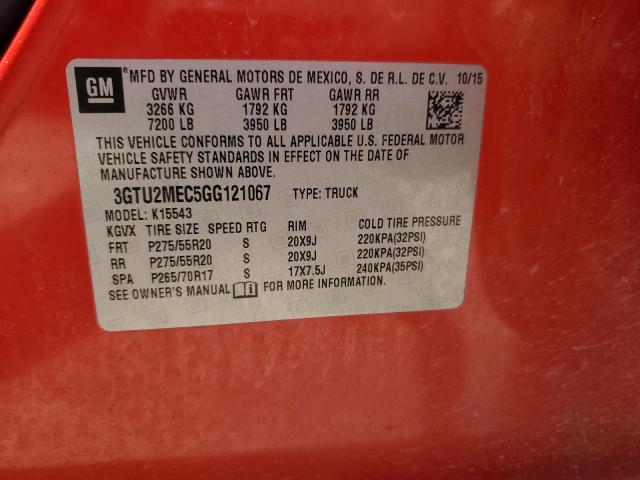 GM ® MFD BY GENERAL MOTORS DE MEXICO, S. DE R.L. DE C.V. 10/15
GVWR GAWR FRT GAWR RR
3266 KG 1792 KG 1792 KG
7200 LB 3950 LB 3950 LB
THIS VEHICLE CONFORMS TO ALL APPLICABLE U.S. FEDERAL MOTOR
VEHICLE SAFETY STANDARDS IN EFFECT ON THE DATE OF
MANUFACTURE SHOWN ABOVE.
3GTU2MEC5GG121067 TYPE: TRUCK
MODEL: K15543
KGVX TIRE SIZE SPEED RTG RIM COLD TIRE PRESSURE
FRT P275/55R20 S 20X9J 220KPA(32PSI)
RR P275/55R20 S 20X9J 220KPA(32PSI)
SPA P265/70R17 S 17X7.5J 240KPA(35PSI)
SEE OWNER'S MANUAL FOR MORE INFORMATION.